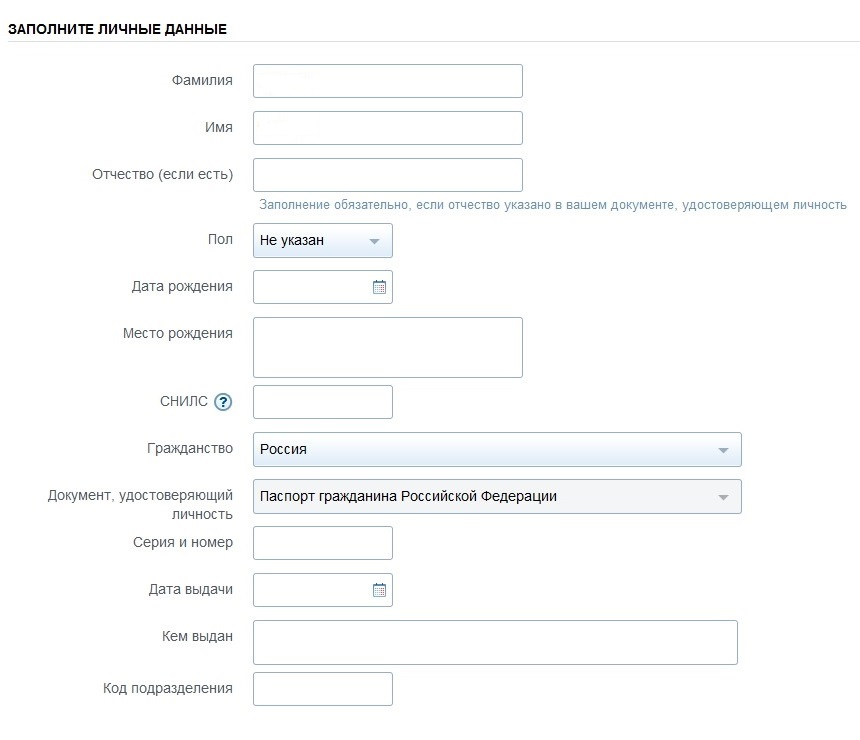 ЗАПОЛНИТЕ ЛИЧНЫЕ ДАННЫЕ
Фамилия
Имя
Отчество (если есть)
Заполнение обязательно, если отчество указано в вашем документе, удостоверяющем личность
Пол Не указан
Дата рождения
Место рождения
СНИЛС ?
Гражданство Россия
Документ, удостоверяющий Паспорт гражданина Российской Федерации
личность
Серия и номер
Дата выдачи
Кем выдан
Код подразделения